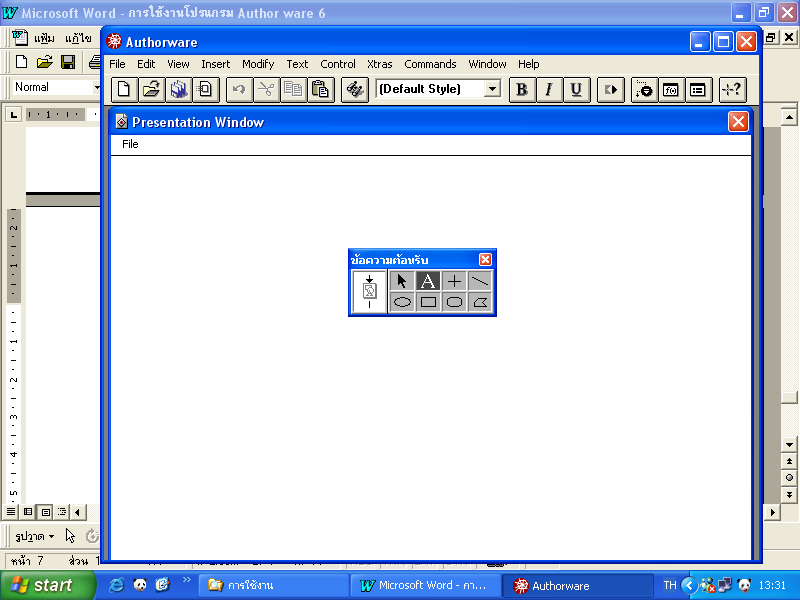 Microsoft Word - การใช้งานโปรแกรม Author ware 6
แฟ้ม แก้ไข
Normal
Authorware
File Edit View Insert Modify Text Control Xtras Commands Window Help
(Default Style) B I U
Presentation Window
File
ข้อความต้อนรับ
A
รูปวาด
หน้า 7 ส่วน 1
start การใช้งาน Microsoft Word - กา... Authorware TH 13:31